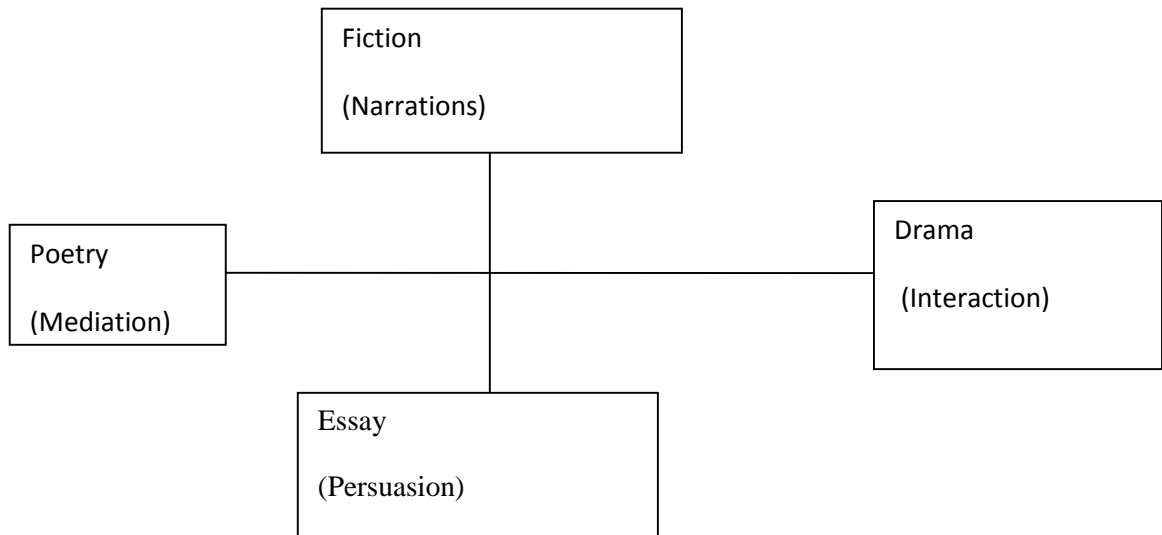 Fiction
(Narrations)
Poetry
(Mediation)
Drama
(Interaction)
Essay
(Persuasion)